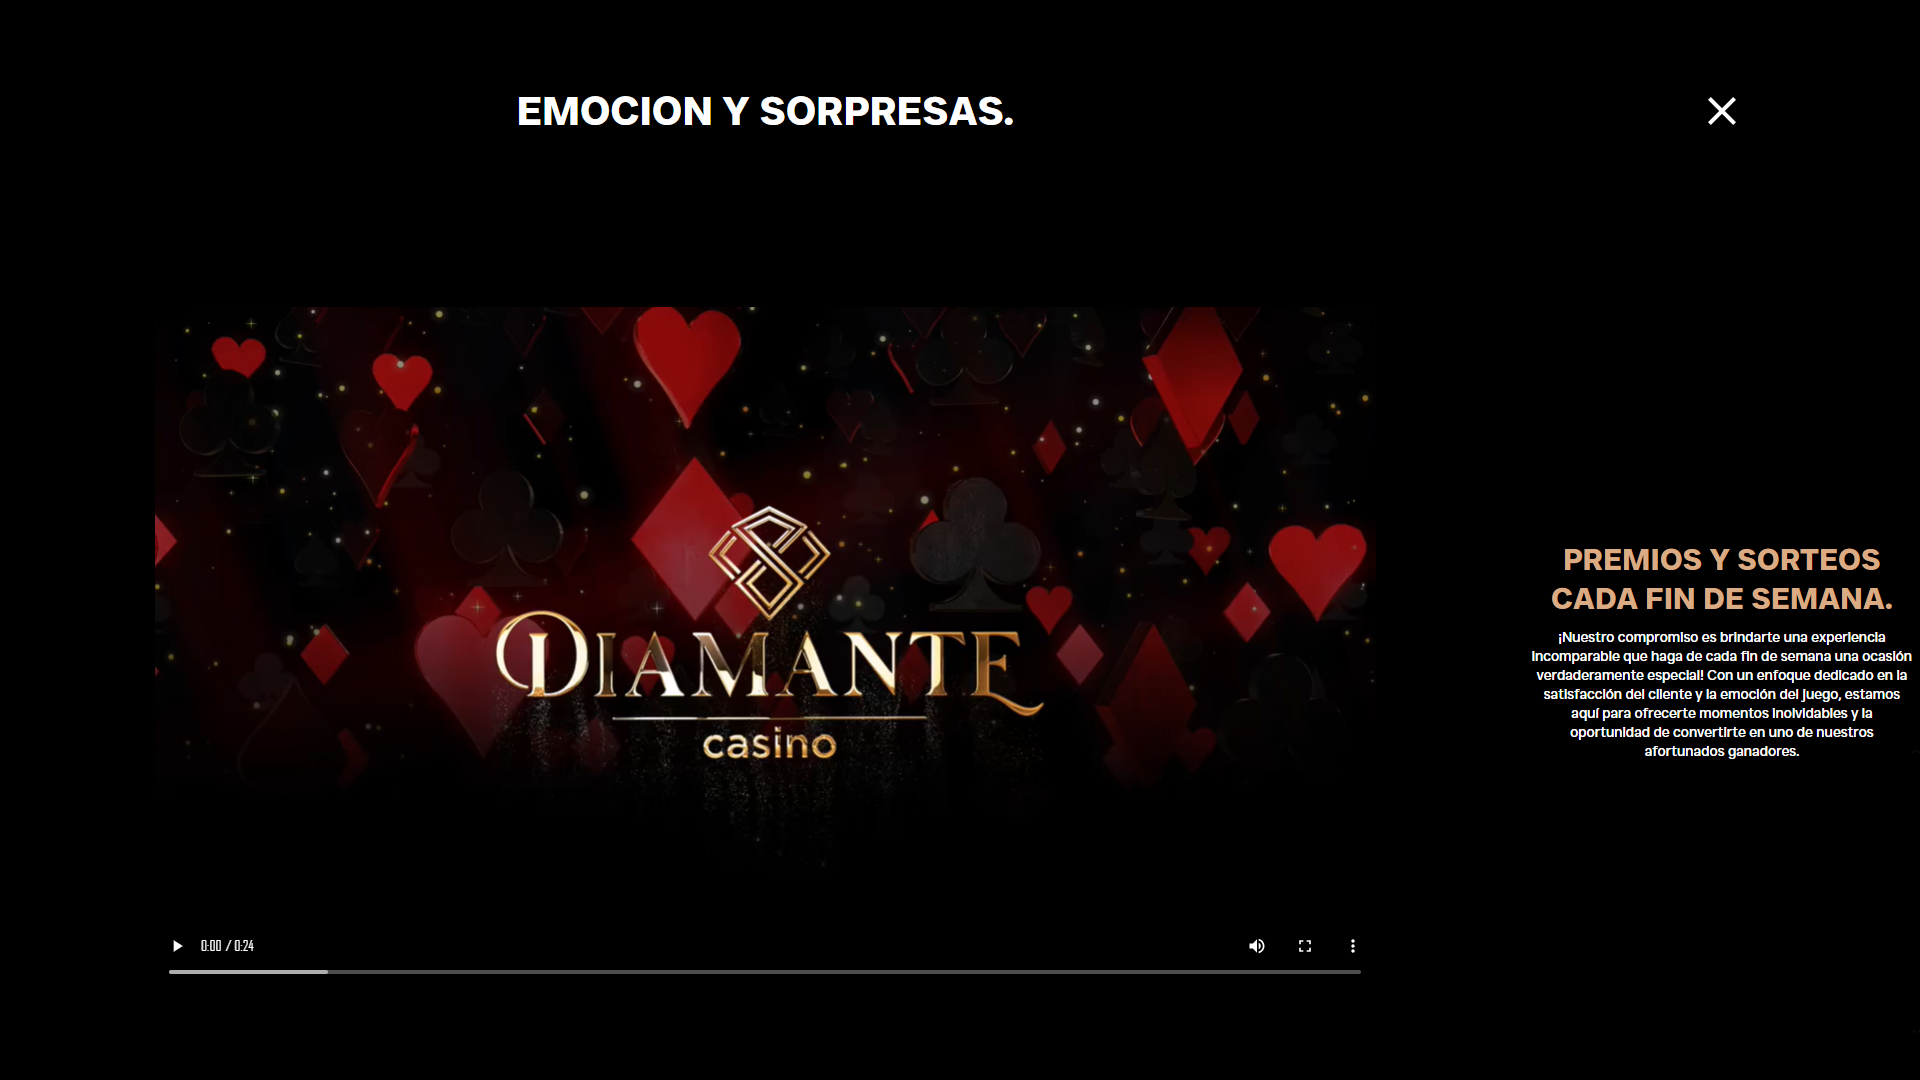 EMOCION Y SORPRESAS.
DIAMANTE
casino
0:00 / 0:24
PREMIOS Y SORTEOS
CADA FIN DE SEMANA.
¡Nuestro compromiso es brindarte una experiencia
incomparable que haga de cada fin de semana una ocasión
verdaderamente especial! Con un enfoque dedicado en la
satisfacción del cliente y la emoción del juego, estamos
aquí para ofrecerte momentos inolvidables y la
oportunidad de convertirte en uno de nuestros
afortunados ganadores.